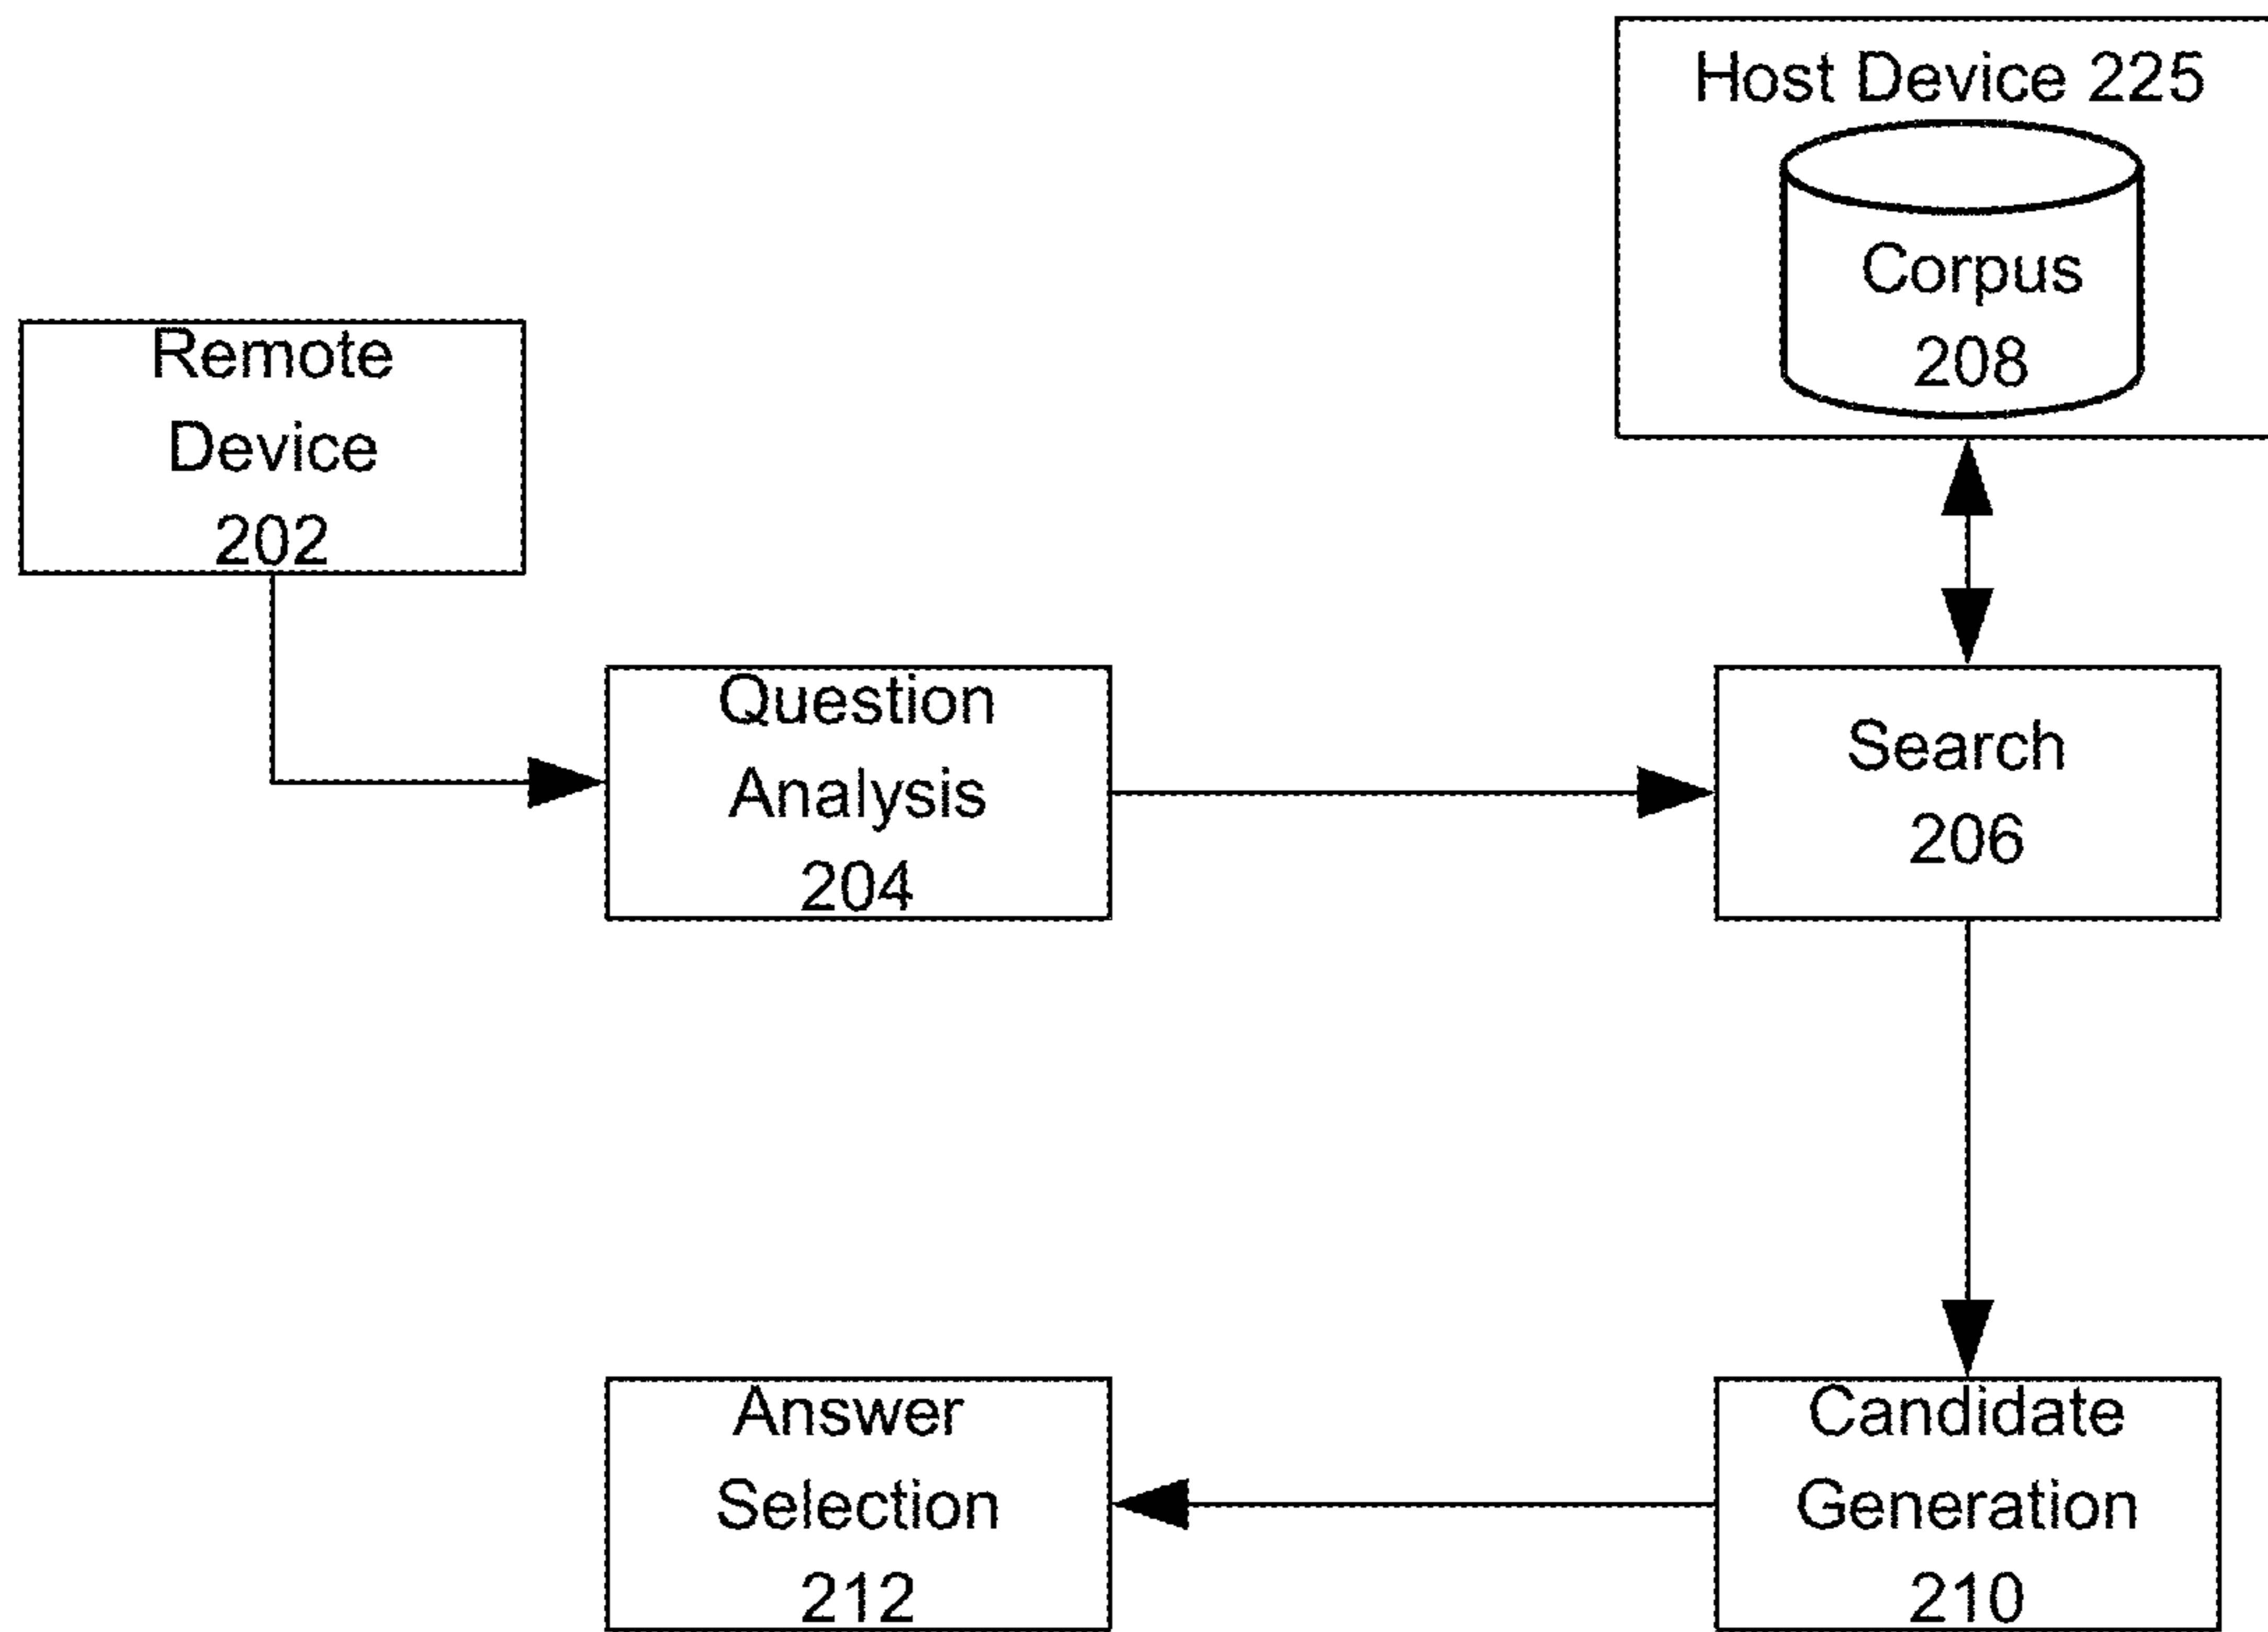 Host Device 225
Corpus
208
Remote
Device
202
Question
Analysis
204
Search
206
Answer
Selection
212
Candidate
Generation
210